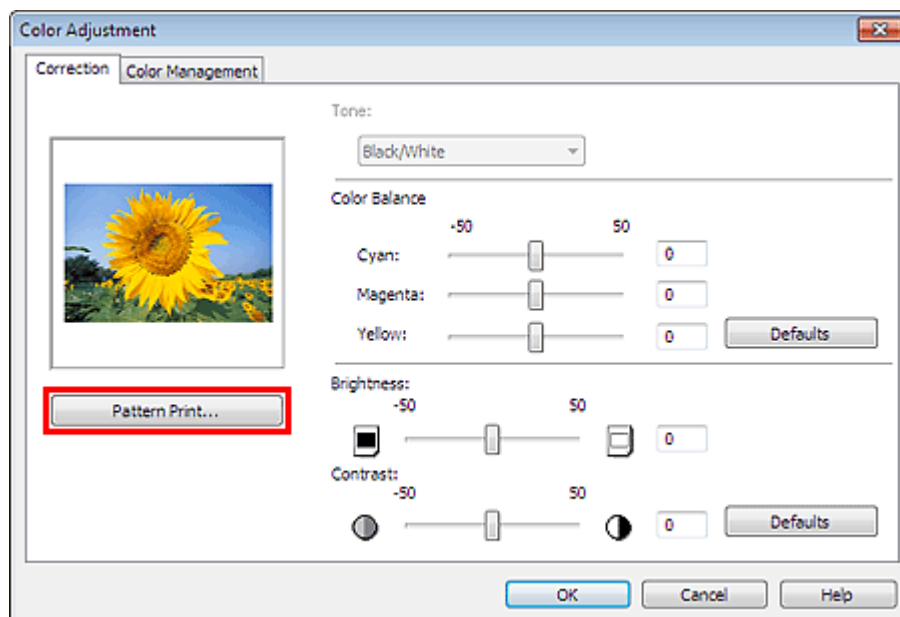 Color Adjustment
Correction
Color Management
Tone:
Black/White
Color Balance
-50 50
Cyan: 0
Magenta: 0
Yellow: 0
Defaults
Pattern Print...
Brightness:
-50 50
0
Contrast:
-50 50
0
Defaults
OK
Cancel
Help